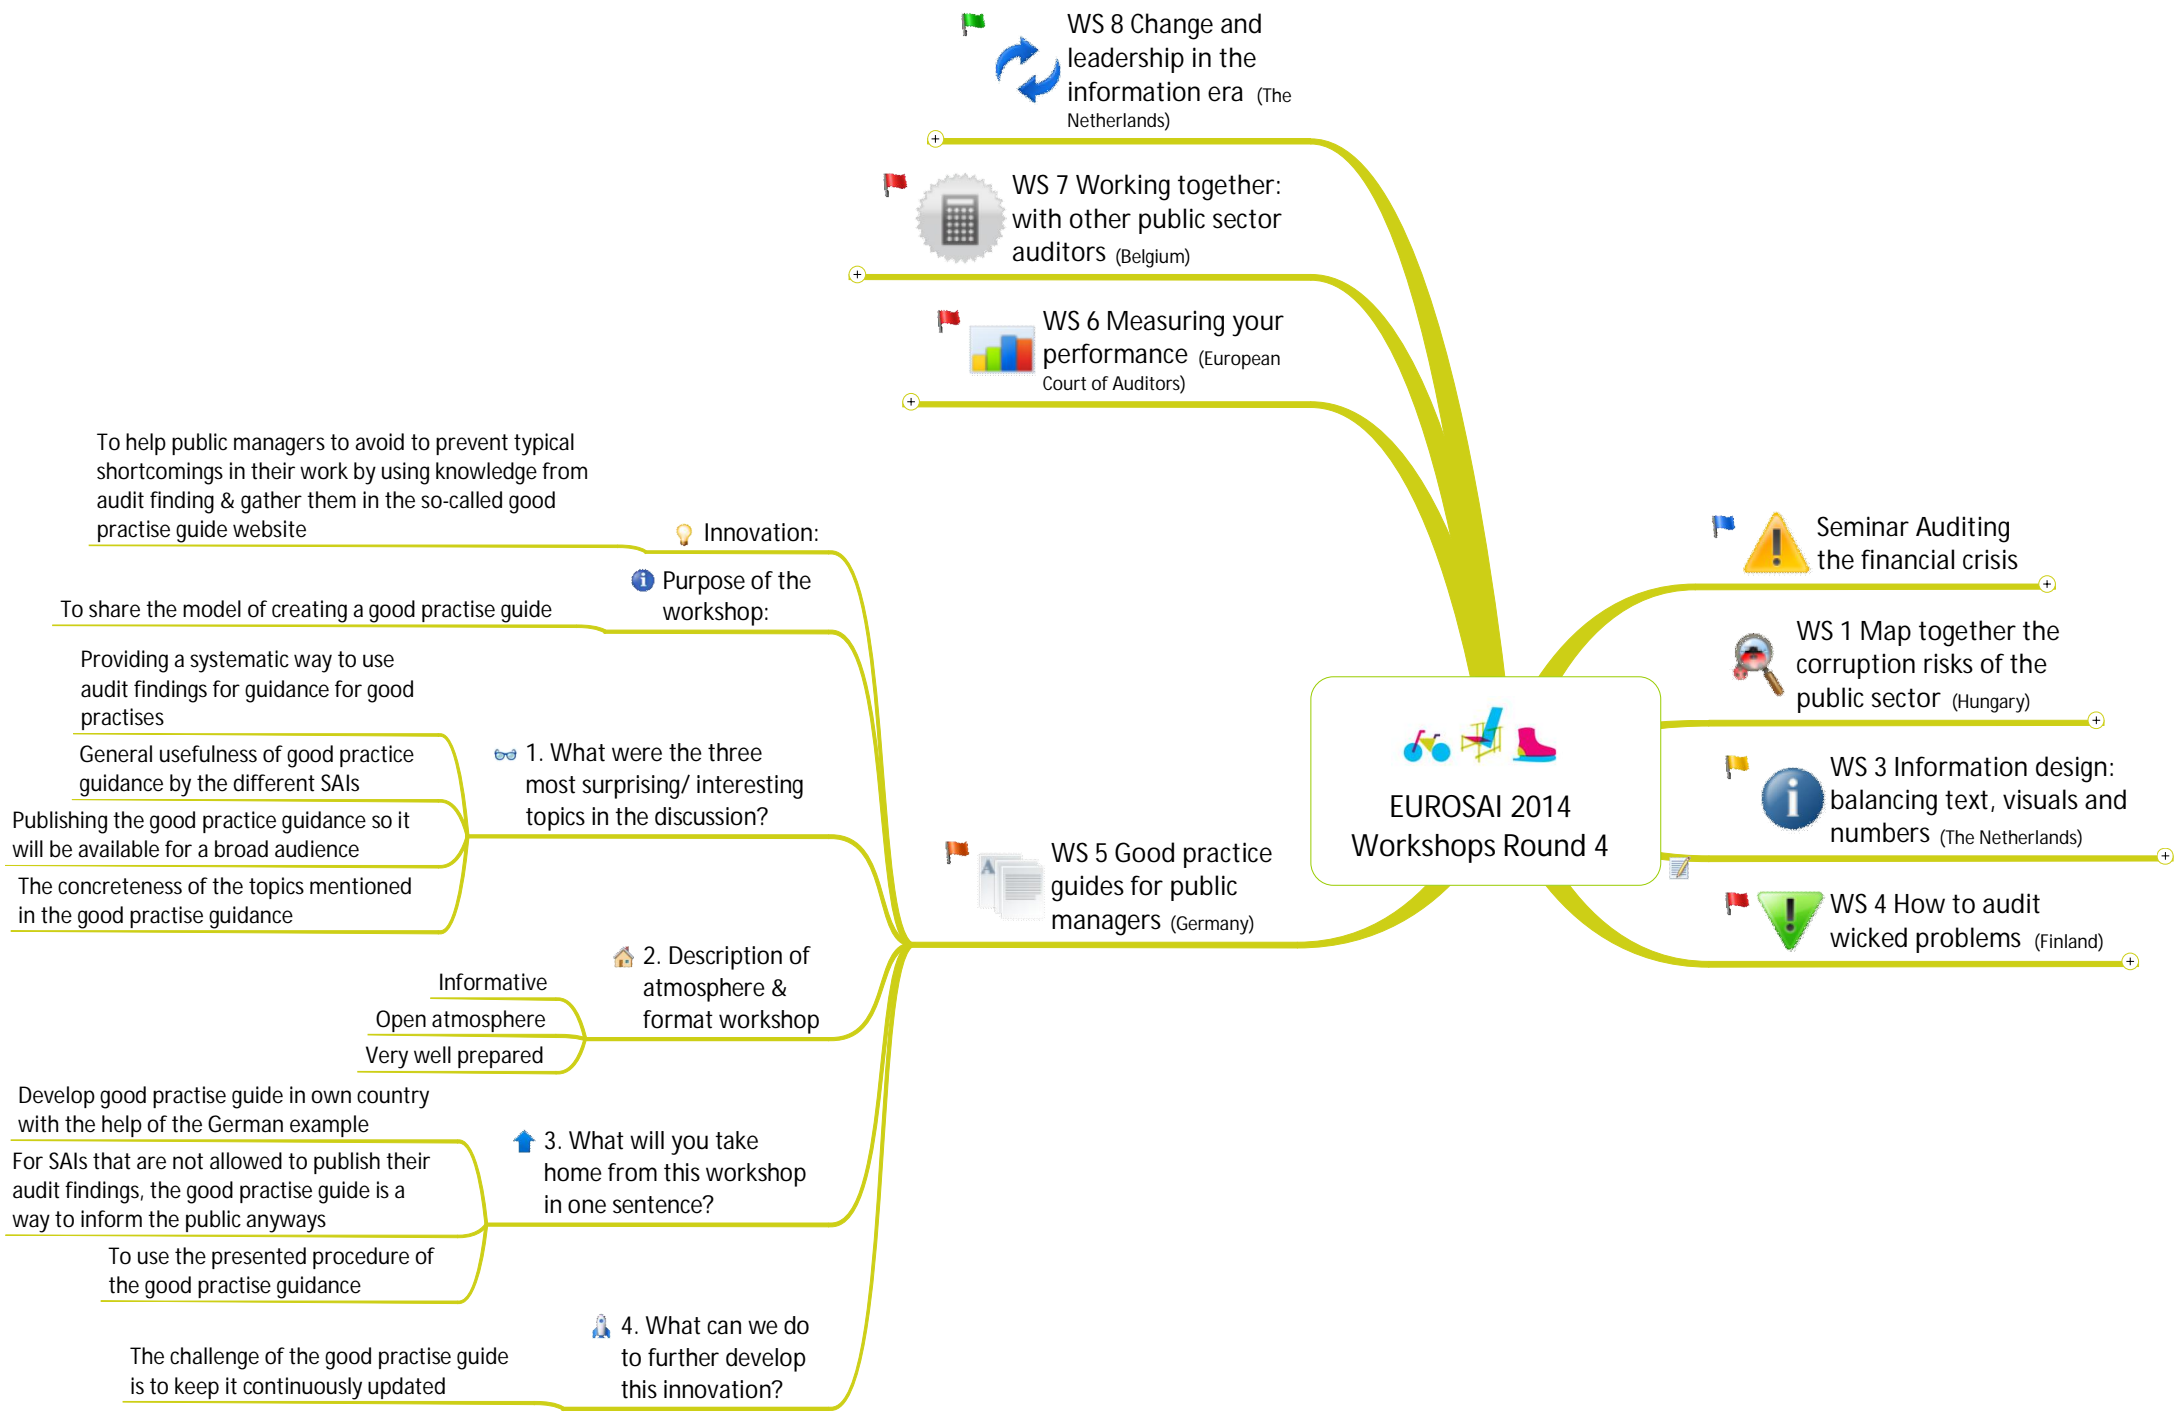 WS 8 Change and
leadership in the
information era (The
Netherlands)
WS 7 Working together:
with other public sector
auditors (Belgium)
WS 6 Measuring your
performance (European
Court of Auditors)
To help public managers to avoid to prevent typical
shortcomings in their work by using knowledge from
audit finding & gather them in the so-called good
practise guide website
Innovation:
Purpose of the
workshop:
To share the model of creating a good practise guide
Providing a systematic way to use
audit findings for guidance for good
practises
General usefulness of good practice
guidance by the different SAIs
Publishing the good practice guidance so it
will be available for a broad audience
The concreteness of the topics mentioned
in the good practise guidance
1. What were the three
most surprising/ interesting
topics in the discussion?
2. Description of
atmosphere &
format workshop
Informative
Open atmosphere
Very well prepared
Develop good practise guide in own country
with the help of the German example
For SAIs that are not allowed to publish their
audit findings, the good practise guide is a
way to inform the public anyways
To use the presented procedure of
the good practise guidance
3. What will you take
home from this workshop
in one sentence?
4. What can we do
to further develop
this innovation?
The challenge of the good practise guide
is to keep it continuously updated
WS 5 Good practice
guides for public
managers (Germany)
EUROSAI 2014
Workshops Round 4
Seminar Auditing
the financial crisis
WS 1 Map together the
corruption risks of the
public sector (Hungary)
WS 3 Information design:
balancing text, visuals and
numbers (The Netherlands)
WS 4 How to audit
wicked problems (Finland)